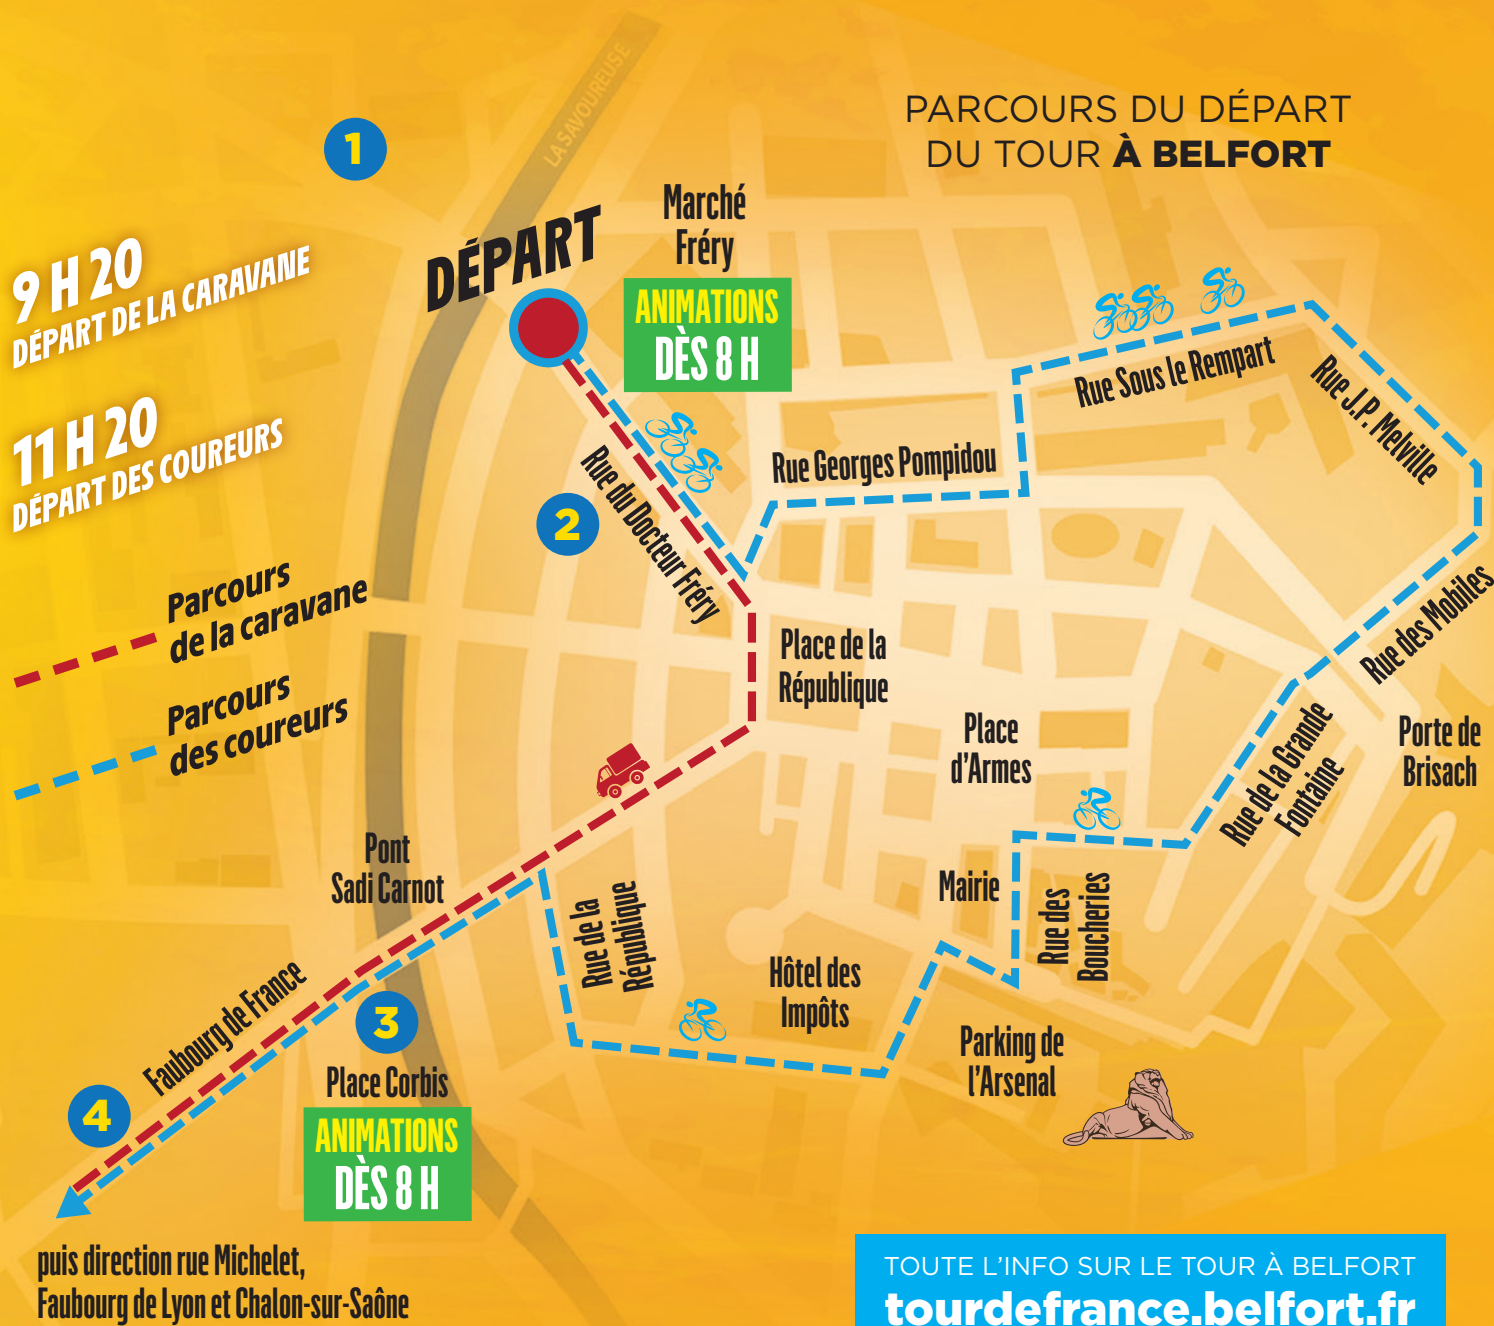 PARCOURS DU DÉPART
DU TOUR À BELFORT
LA SAVOUREUSE
1
9 H 20
DÉPART DE LA CARAVANE
11 H 20
DÉPART DES COUREURS
Parcours
de la caravane
Parcours
des coureurs
DÉPART
Marché
Fréry
ANIMATIONS
DÈS 8 H
2
Rue du Docteur Fréry
Rue Georges Pompidou
Rue Sous le Rempart
Rue J.P. Melville
Rue des Mobiles
Porte de
Brisach
Rue de la Grande
Fontaine
Place de la
République
Place
d'Armes
Mairie
Rue des
Boucheries
Parking de
l'Arsenal
Hôtel des
Impôts
Rue de la
République
Pont
Sadi Carnot
3
Place Corbis
ANIMATIONS
DÈS 8 H
Faubourg de France
4
puis direction rue Michelet,
Faubourg de Lyon et Chalon-sur-Saône
TOUTE L'INFO SUR LE TOUR À BELFORT
tourdefrance.belfort.fr